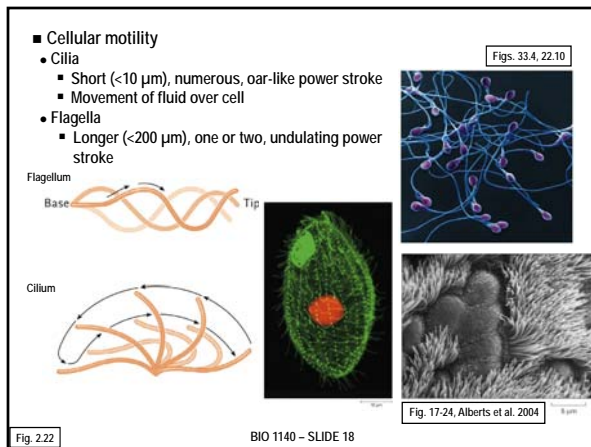 ■ Cellular motility
● Cilia
■ Short (<10 µm), numerous, oar-like power stroke
■ Movement of fluid over cell
● Flagella
■ Longer (<200 µm), one or two, undulating power
stroke
Figs. 33.4, 22.10
Flagellum
Base
Tip
Cilium
Fig. 17-24, Alberts et al. 2004
5 µm
Fig. 2.22
BIO 1140 – SLIDE 18